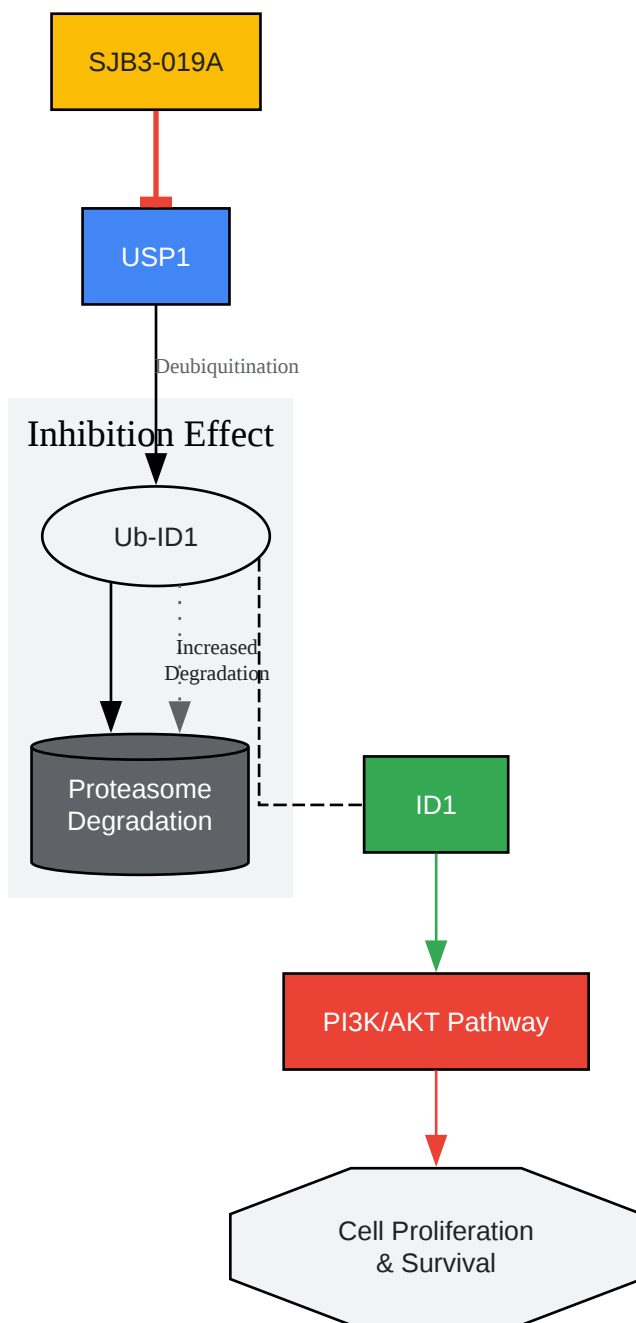 SJB3-019A
USP1
Deubiquitination
Inhibition Effect
Ub-ID1
Increased
Degradation
Proteasome
Degradation
ID1
PI3K/AKT Pathway
Cell Proliferation
& Survival